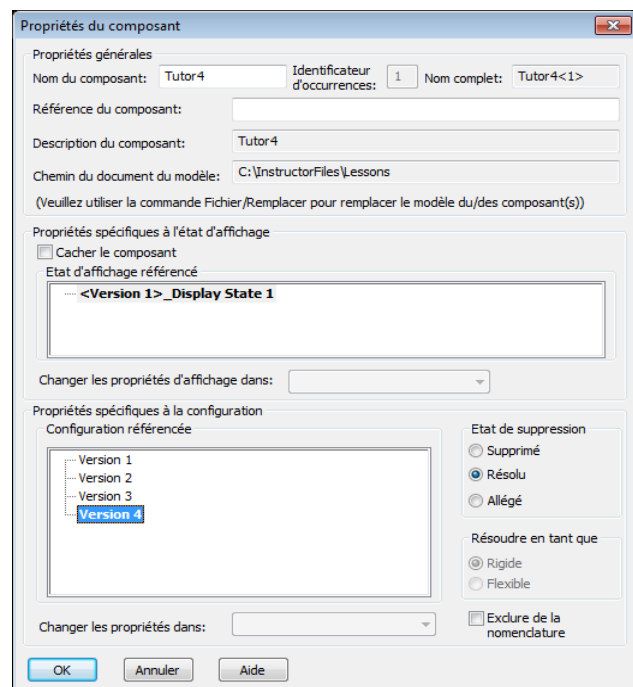 Propriétés du composant
Propriétés générales
Nom du composant: Tutor4 Identificateur d'occurrences: 1 Nom complet: Tutor4<1>
Référence du composant:
Description du composant: Tutor4
Chemin du document du modèle: C:\InstructorFiles\Lessons
(Veuillez utiliser la commande Fichier/Remplacer pour remplacer le modèle du/des composant(s))
Propriétés spécifiques à l'état d'affichage
Cacher le composant
Etat d'affichage référencé
<Version 1>_Display State 1
Changer les propriétés d'affichage dans:
Propriétés spécifiques à la configuration
Configuration référencée
Version 1
Version 2
Version 3
Version 4
Etat de suppression
Supprimé
Résolu
Allégé
Résoudre en tant que
Rigide
Flexible
Changer les propriétés dans:
Exclure de la
nomenclature
OK Annuler Aide